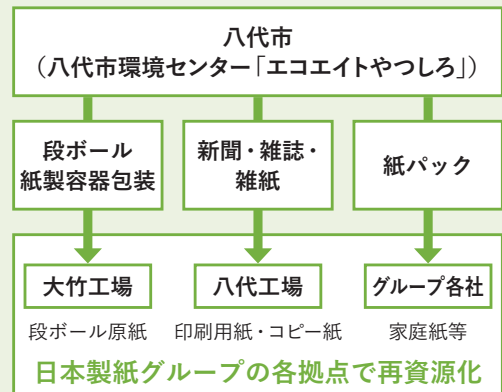 八代市
（八代市環境センター「エコエイトやつしろ」）
段ボール
紙製容器包装
新聞・雑誌・
雑紙
紙パック
大竹工場
八代工場
グループ各社
段ボール原紙
印刷用紙・コピー紙
家庭紙等
日本製紙グループの各拠点で再資源化